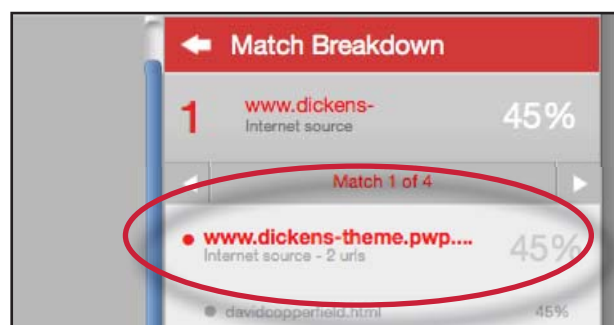 Match Breakdown
1 www.dickens- 45%
Internet source
Match 1 of 4
www.dickens-theme.pwp.... 45%
Internet source - 2 urls
davidcopperfield.html 45%